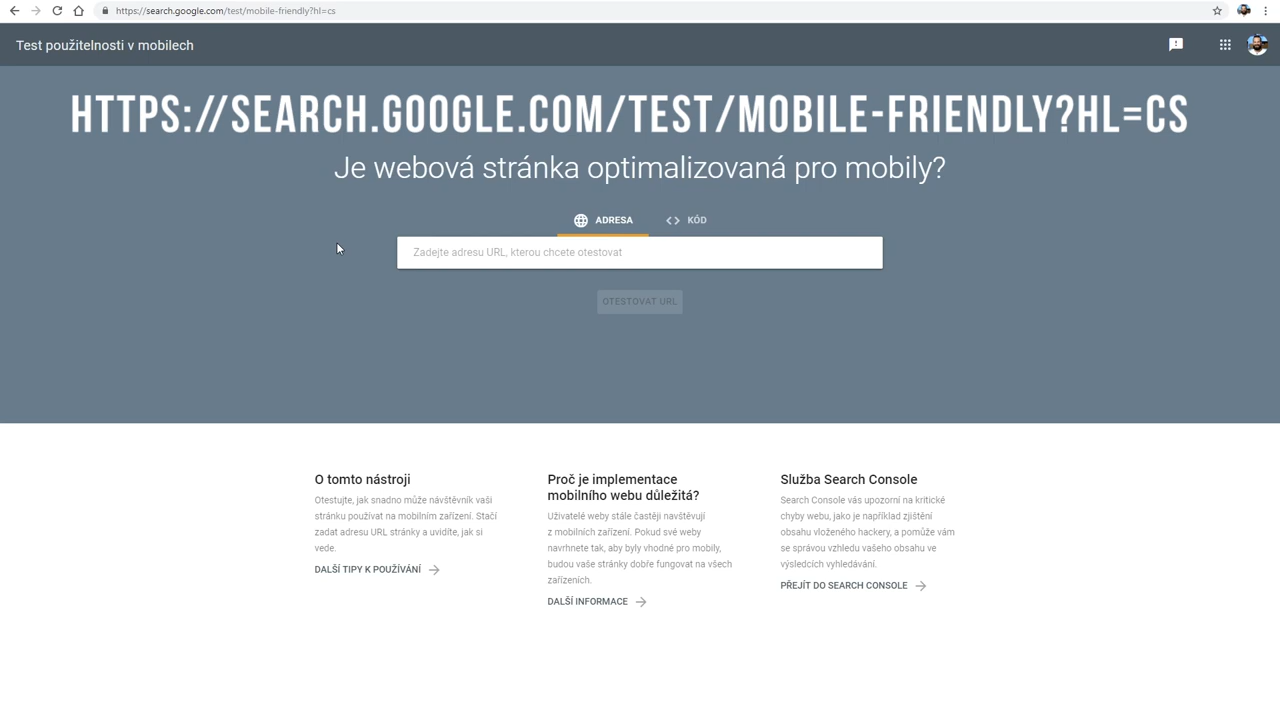 https://search.google.com/test/mobile-friendly?hl=cs
Test použitelnosti v mobilech
HTTPS://SEARCH.GOOGLE.COM/TEST/MOBILE-FRIENDLY?HL=CS
Je webová stránka optimalizovaná pro mobily?
ADRESA
KÓD
Zadejte adresu URL, kterou chcete otestovat
OTESTOVAT URL
O tomto nástroji
Otestujte, jak snadno může návštěvník vaši
stránku používat na mobilním zařízení. Stačí
zadat adresu URL stránky a uvidíte, jak si
vede.
DALŠÍ TIPY K POUŽÍVÁNÍ
Proč je implementace
mobilního webu důležitá?
Uživatelé weby stále častěji navštěvují
z mobilních zařízení. Pokud své weby
navrhnete tak, aby byly vhodné pro mobily,
budou vaše stránky dobře fungovat na všech
zařízeních.
DALŠÍ INFORMACE
Služba Search Console
Search Console vás upozorní na kritické
chyby webu, jako je například zjištění
obsahu vloženého hackery, a pomůže vám
se správou vzhledu vašeho obsahu ve
výsledcích vyhledávání.
PŘEJÍT DO SEARCH CONSOLE